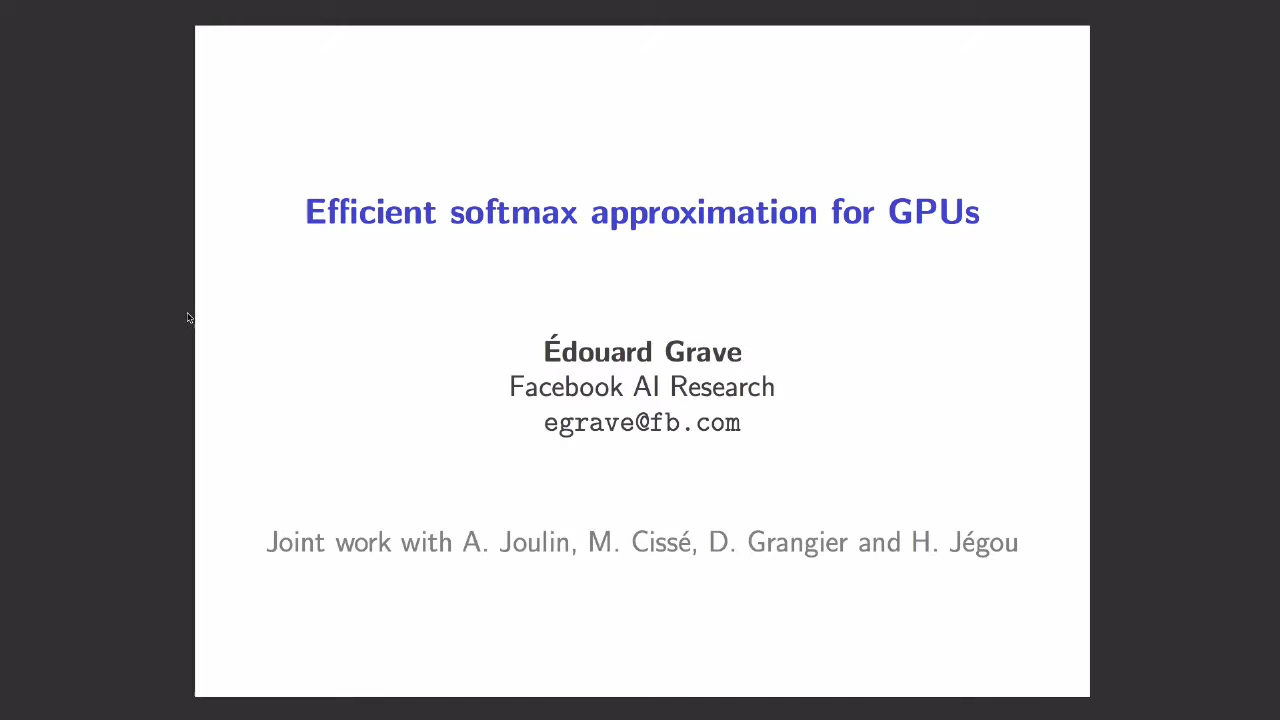 Efficient softmax approximation for GPUs
Édouard Grave
Facebook AI Research
egrave@fb.com
Joint work with A. Joulin, M. Cissé, D. Grangier and H. Jégou